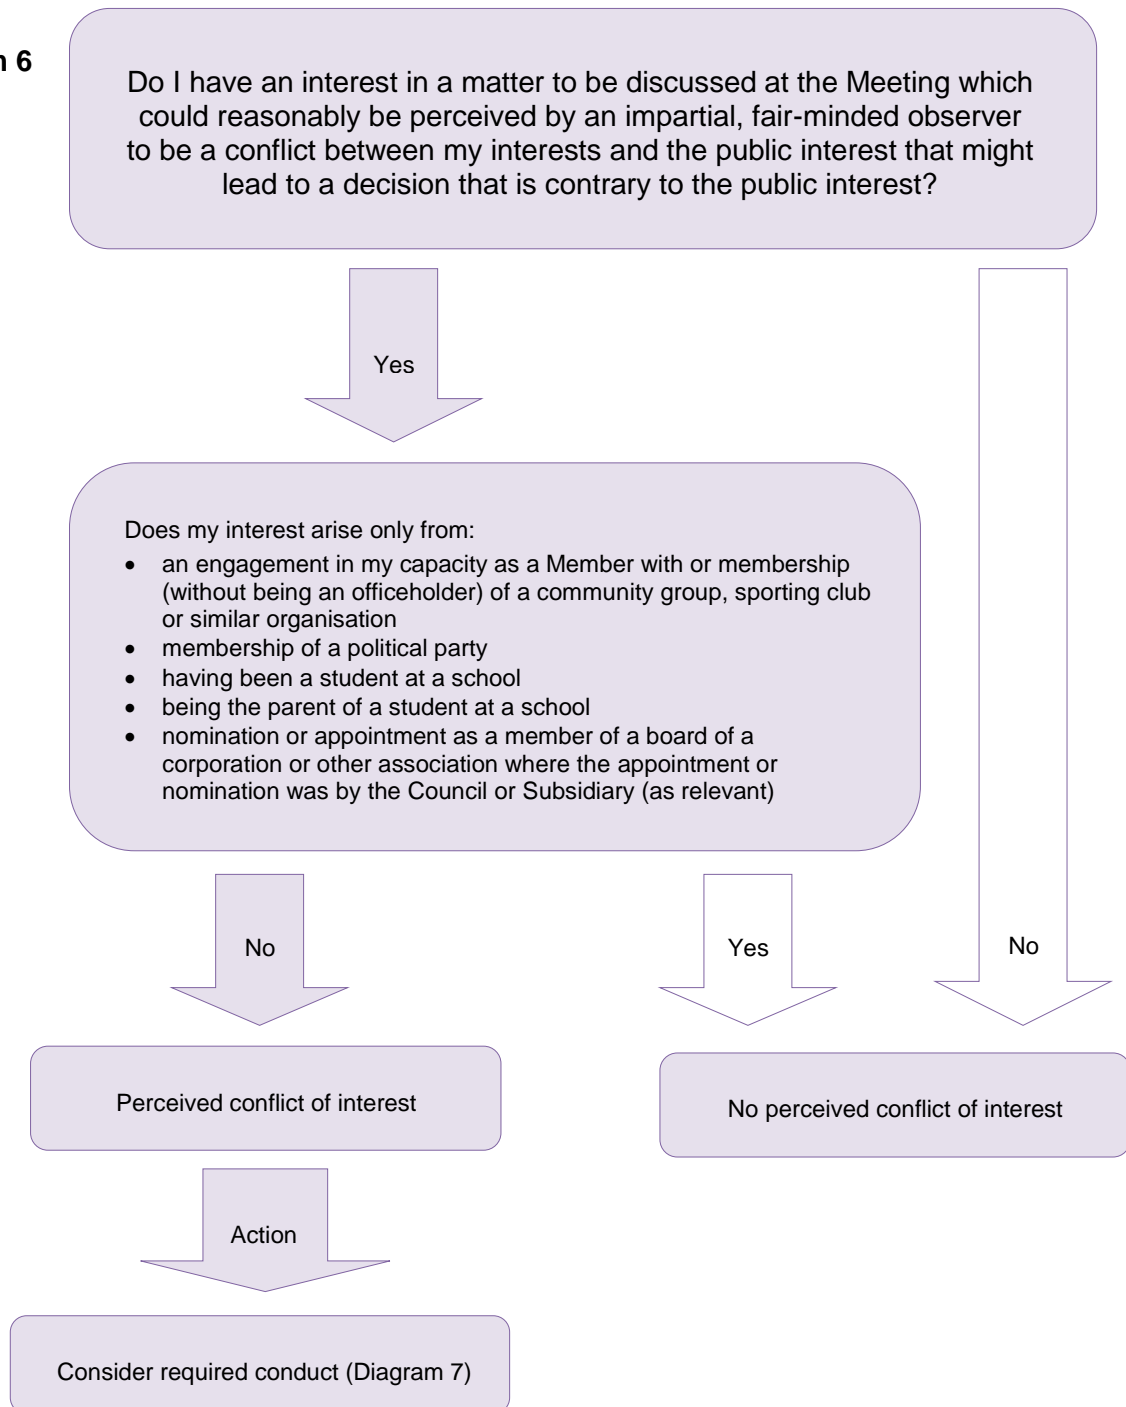 n 6
Do I have an interest in a matter to be discussed at the Meeting which
could reasonably be perceived by an impartial, fair-minded observer
to be a conflict between my interests and the public interest that might
lead to a decision that is contrary to the public interest?
Yes
Does my interest arise only from:
• an engagement in my capacity as a Member with or membership
(without being an officeholder) of a community group, sporting club
or similar organisation
• membership of a political party
• having been a student at a school
• being the parent of a student at a school
• nomination or appointment as a member of a board of a
corporation or other association where the appointment or
nomination was by the Council or Subsidiary (as relevant)
No
Yes
No
Perceived conflict of interest
No perceived conflict of interest
Action
Consider required conduct (Diagram 7)